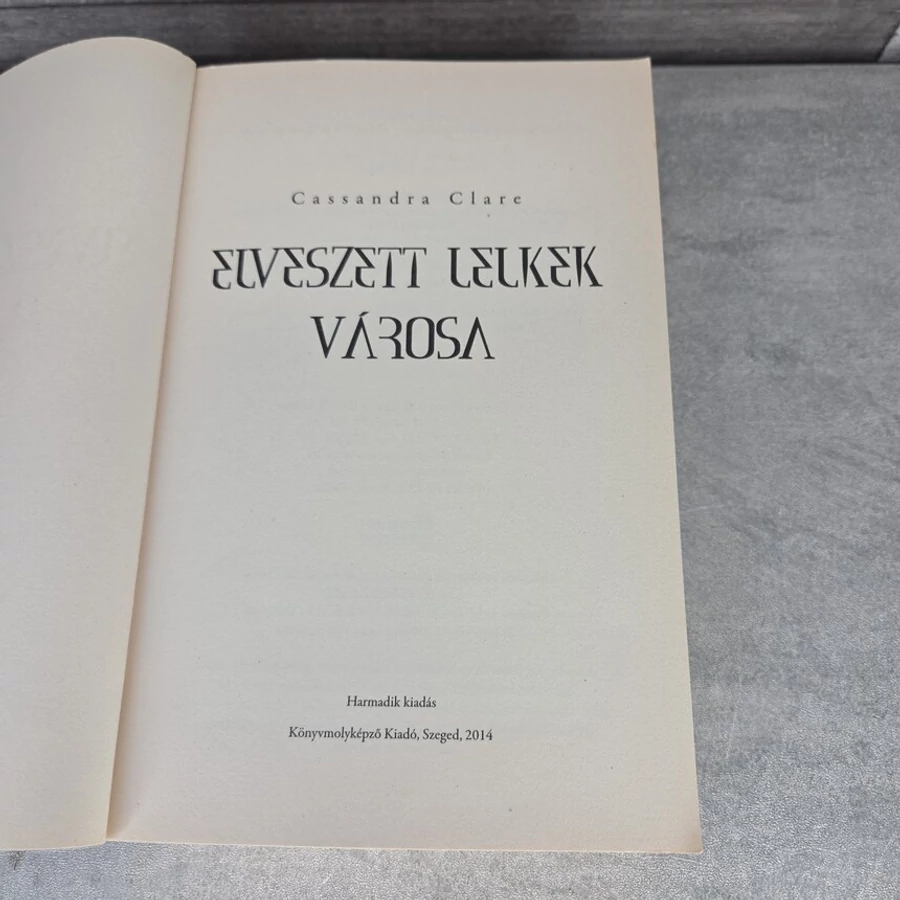 Cassandra Clare
ELVESZETT LELKEK
VÁROSA
Harmadik kiadás
Könyvmolyképző Kiadó, Szeged, 2014